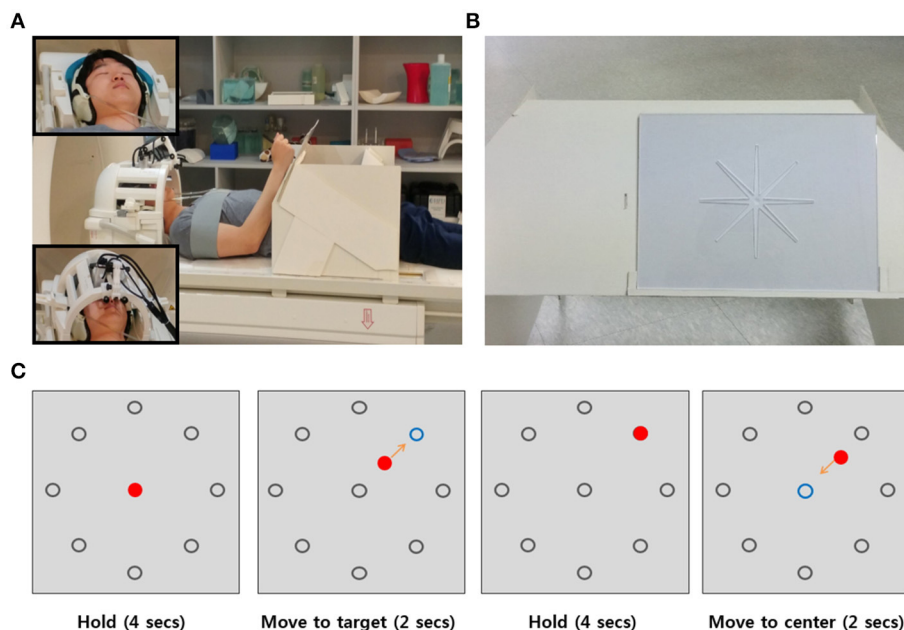 A
B
C
Hold (4 secs)
Move to target (2 secs)
Hold (4 secs)
Move to center (2 secs)